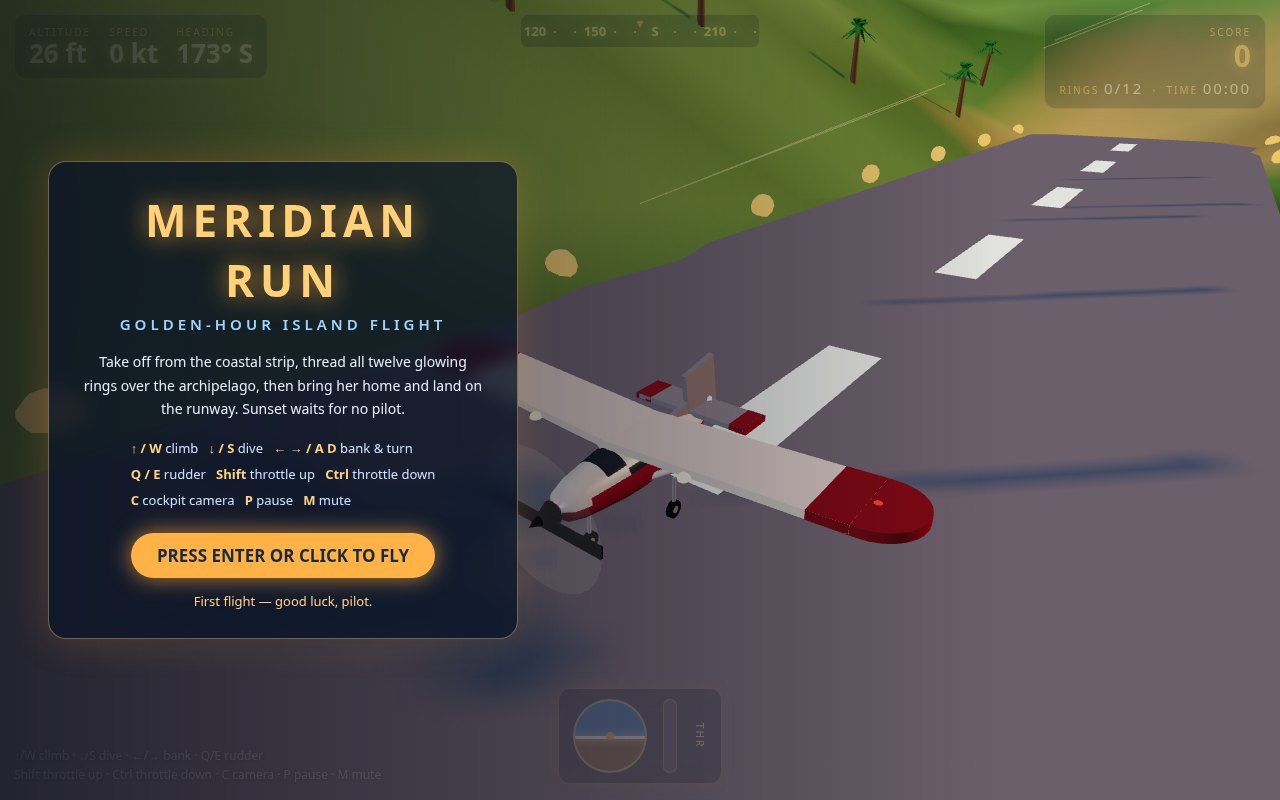 ALTITUDE SPEED HEADING
26 ft 0 kt 173° S
120 · · 150 · · S · · 210 · ·
SCORE
0
RINGS 0/12 · TIME 00:00
MERIDIAN
RUN
GOLDEN-HOUR ISLAND FLIGHT
Take off from the coastal strip, thread all twelve glowing
rings over the archipelago, then bring her home and land on
the runway. Sunset waits for no pilot.
↑ / W climb ↓ / S dive ← → / A D bank & turn
Q / E rudder Shift throttle up Ctrl throttle down
C cockpit camera P pause M mute
PRESS ENTER OR CLICK TO FLY
First flight — good luck, pilot.
THR
↑/W climb · ↓/S dive · ←/→ bank · Q/E rudder
Shift throttle up · Ctrl throttle down · C camera · P pause · M mute